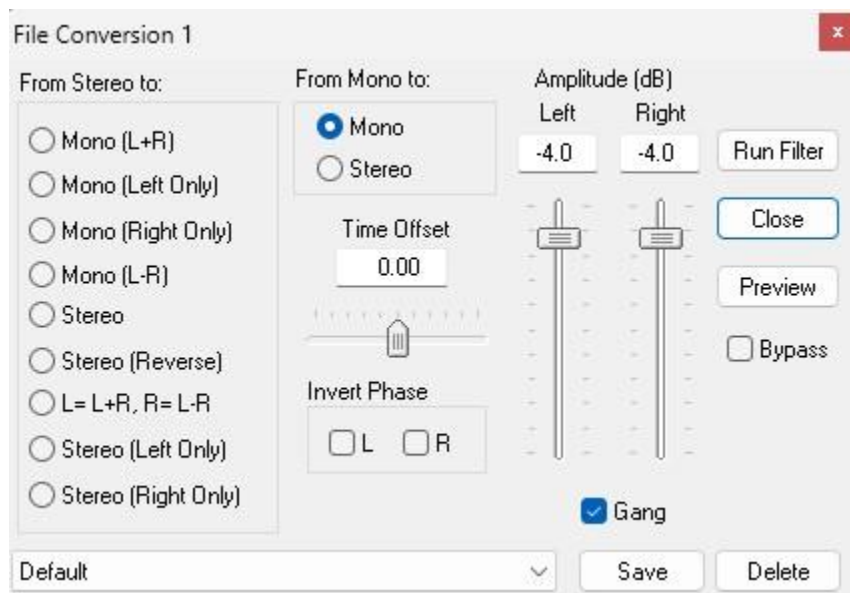 File Conversion 1
x
From Stereo to:
Mono (L+R)
Mono (Left Only)
Mono (Right Only)
Mono (L-R)
Stereo
Stereo (Reverse)
L= L+R, R= L-R
Stereo (Left Only)
Stereo (Right Only)
From Mono to:
Mono
Stereo
Time Offset
0.00
Invert Phase
L R
Amplitude (dB)
Left Right
-4.0 -4.0
Gang
Run Filter
Close
Preview
Bypass
Default
Save
Delete